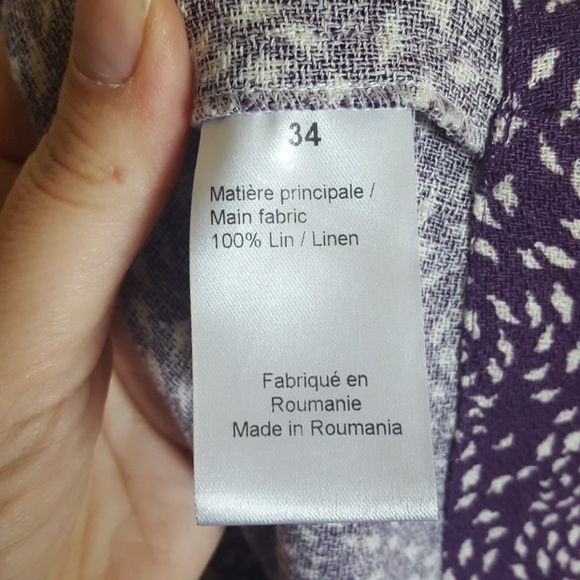 34
Matière principale /
Main fabric
100% Lin / Linen
Fabriqué en
Roumanie
Made in Roumania